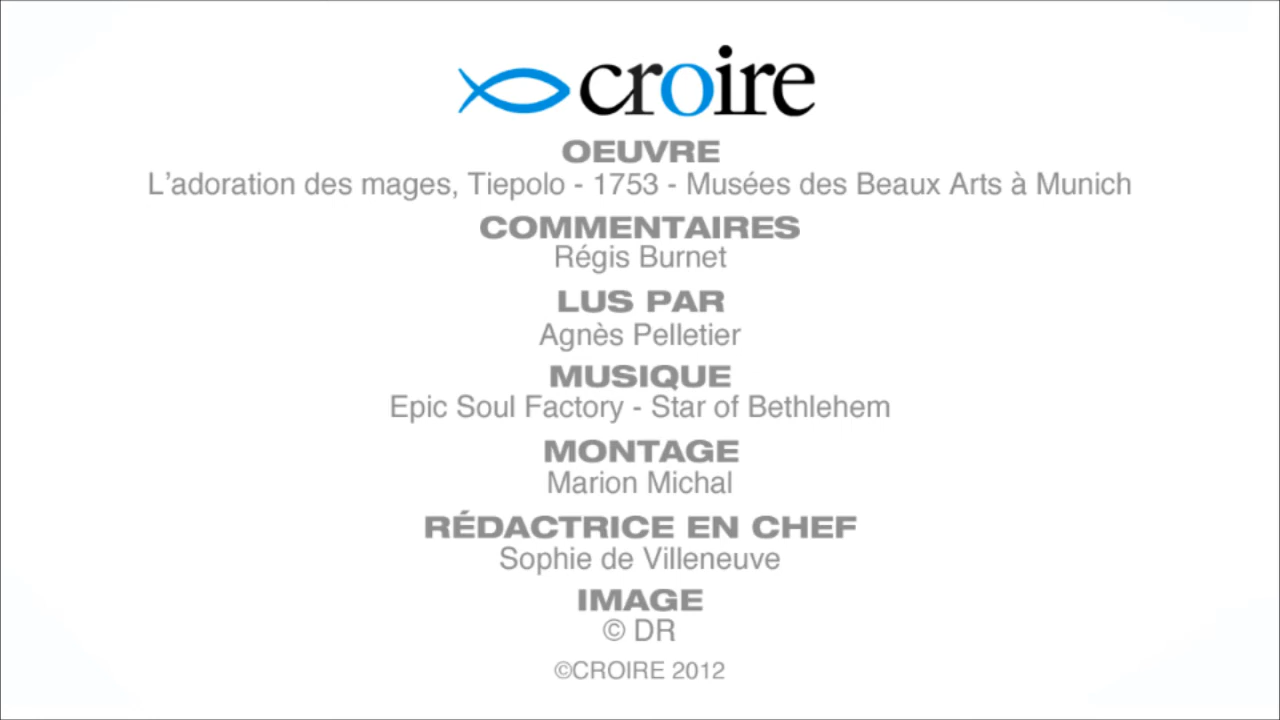 croire
OEUVRE
L'adoration des mages, Tiepolo - 1753 - Musées des Beaux Arts à Munich
COMMENTAIRES
Régis Burnet
LUS PAR
Agnès Pelletier
MUSIQUE
Epic Soul Factory - Star of Bethlehem
MONTAGE
Marion Michal
RÉDACTRICE EN CHEF
Sophie de Villeneuve
IMAGE
© DR
©CROIRE 2012